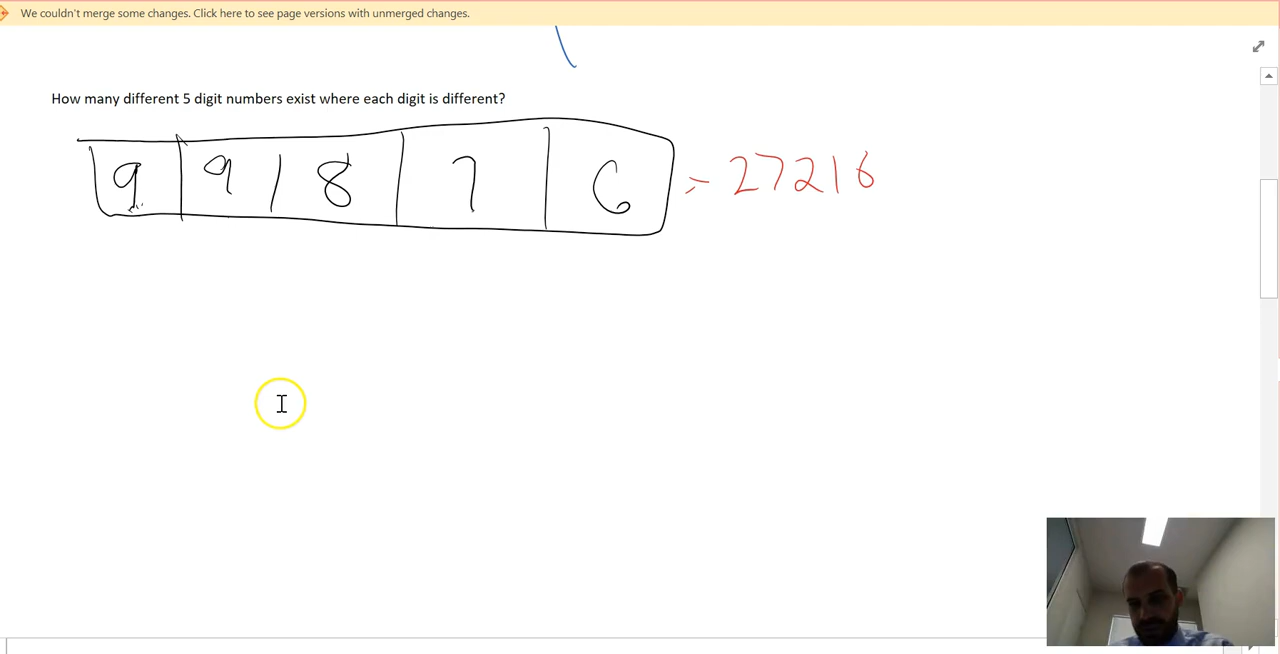 We couldn't merge some changes. Click here to see page versions with unmerged changes.
How many different 5 digit numbers exist where each digit is different?
9 | 9 | 8 | 7 | 6 = 27216